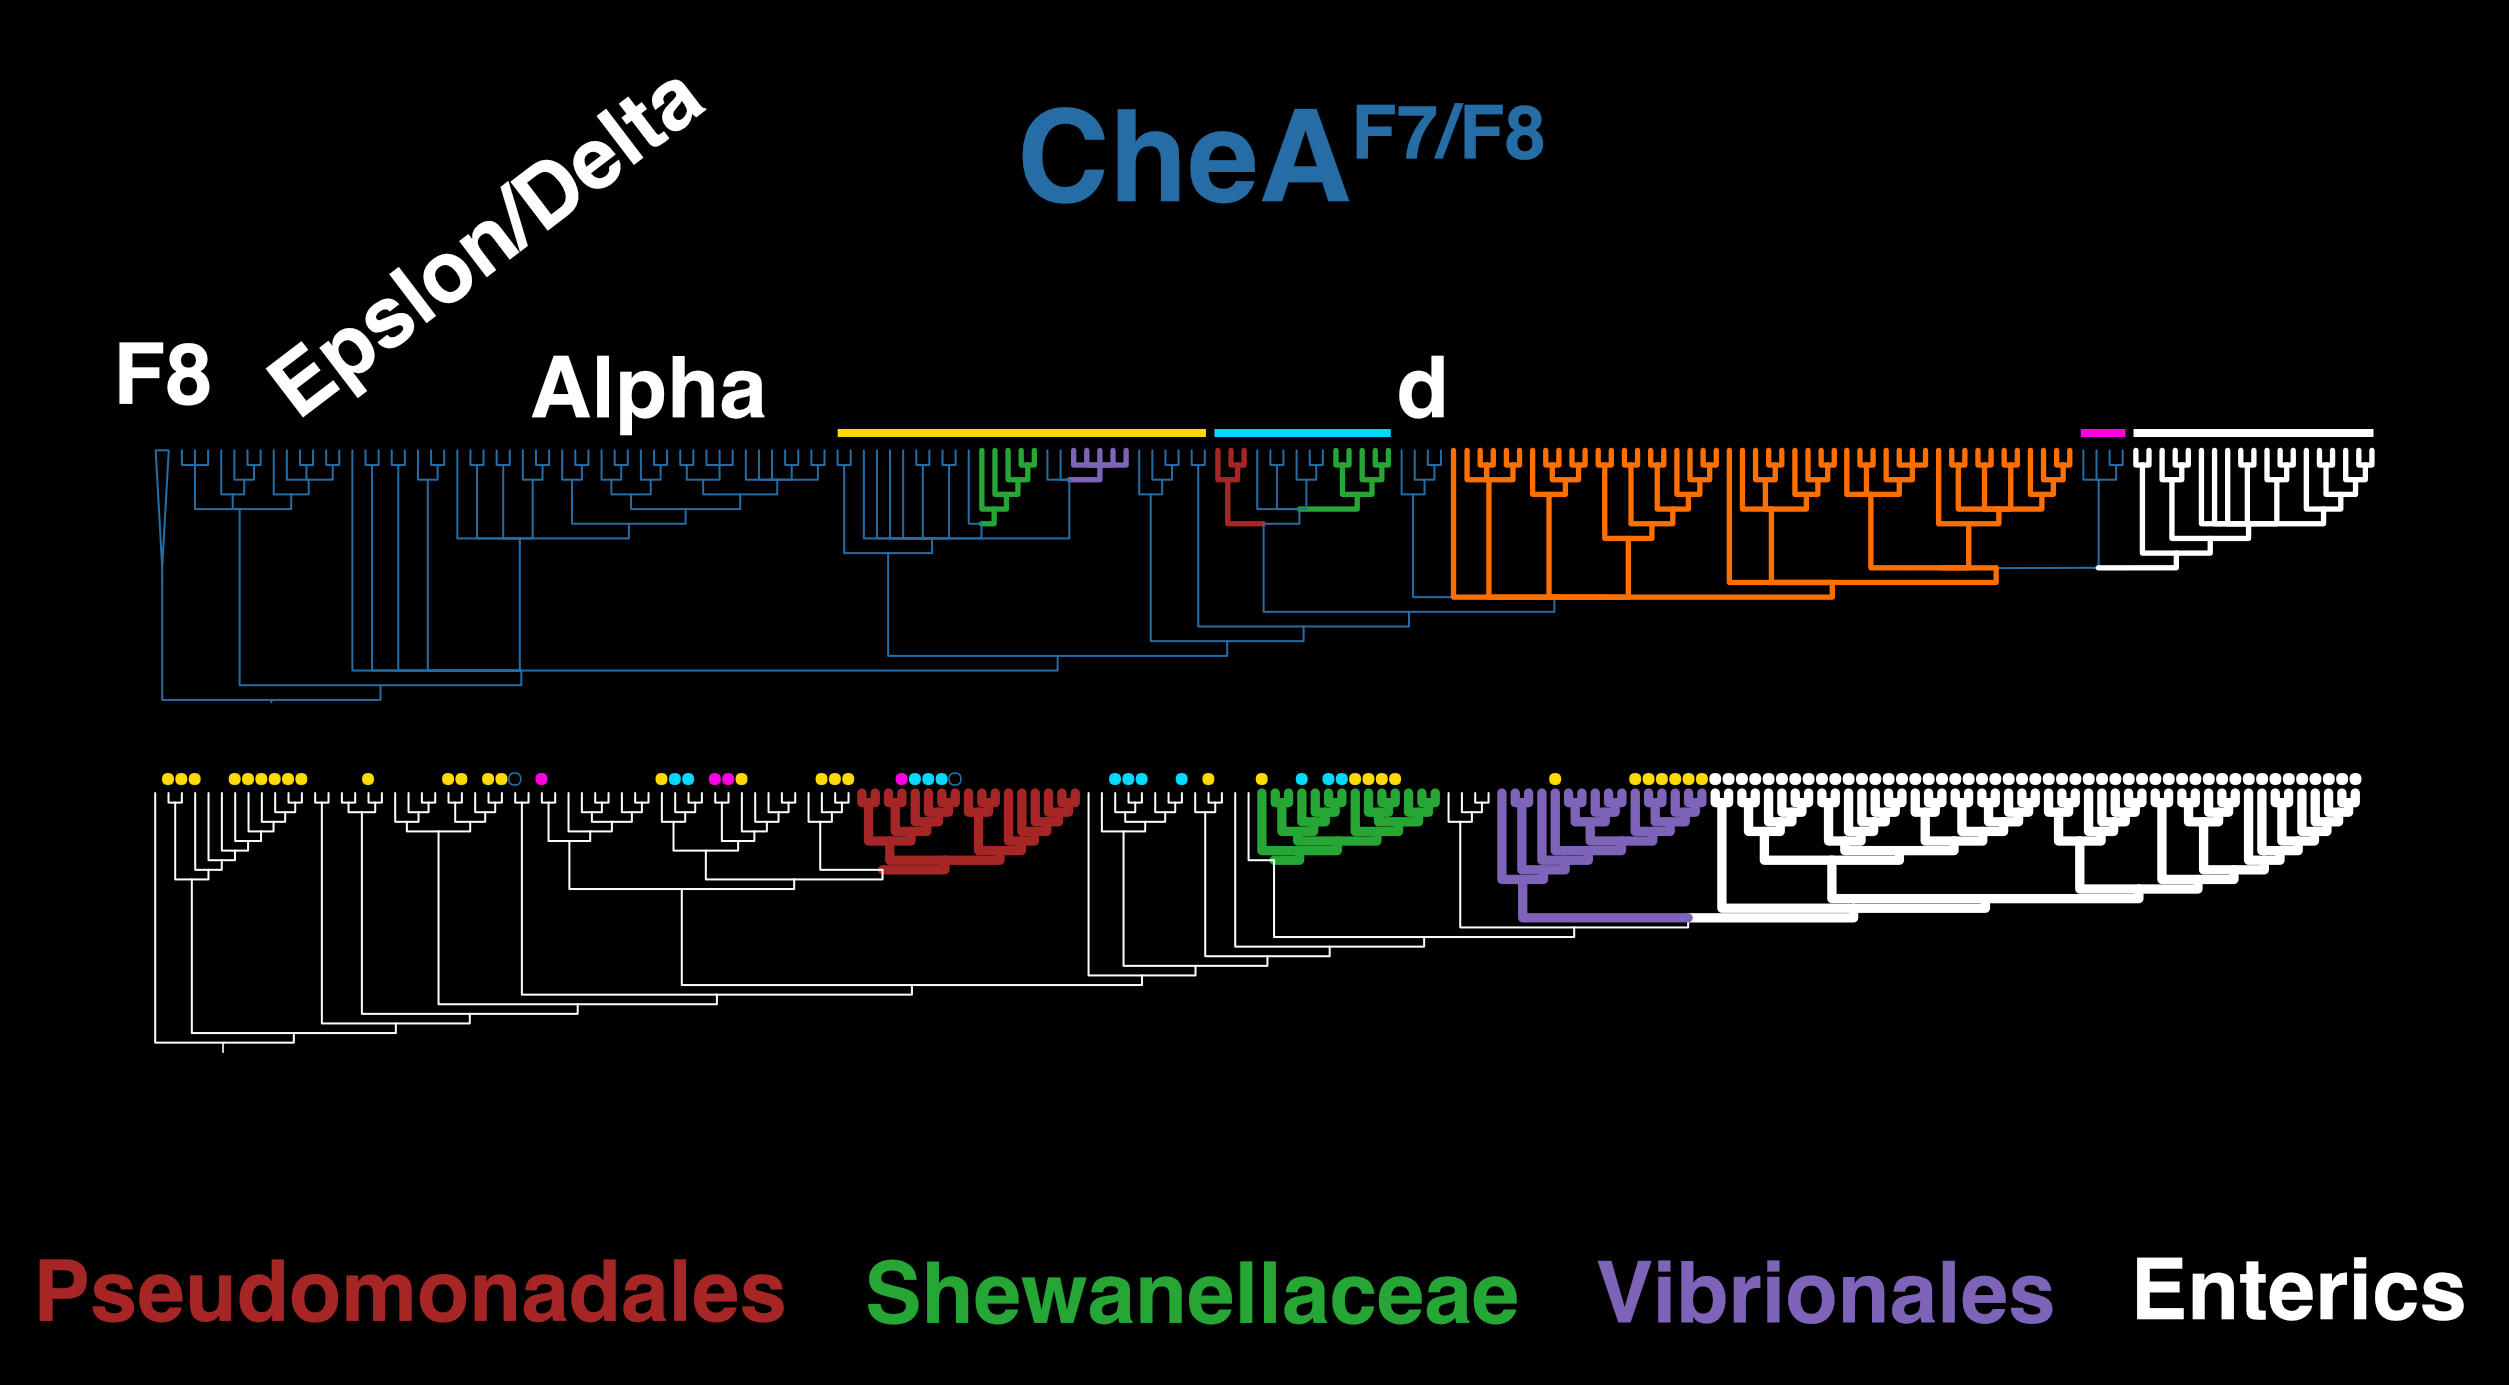 CheA^F7/F8
Epslon/Delta
F8
Alpha
d
Pseudomonadales
Shewanellaceae
Vibrionales
Enterics